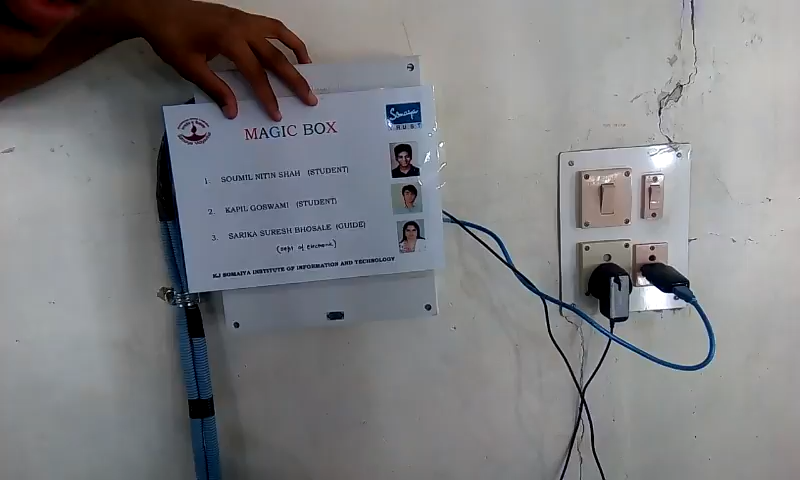 MAGIC BOX
Somaiya
TRUST
1. SOUMIL NITIN SHAH (STUDENT)
2. KAPIL GOSWAMI (STUDENT)
3. SARIKA SURESH BHOSALE (GUIDE)
KJ SOMAIYA INSTITUTE OF INFORMATION AND TECHNOLOGY